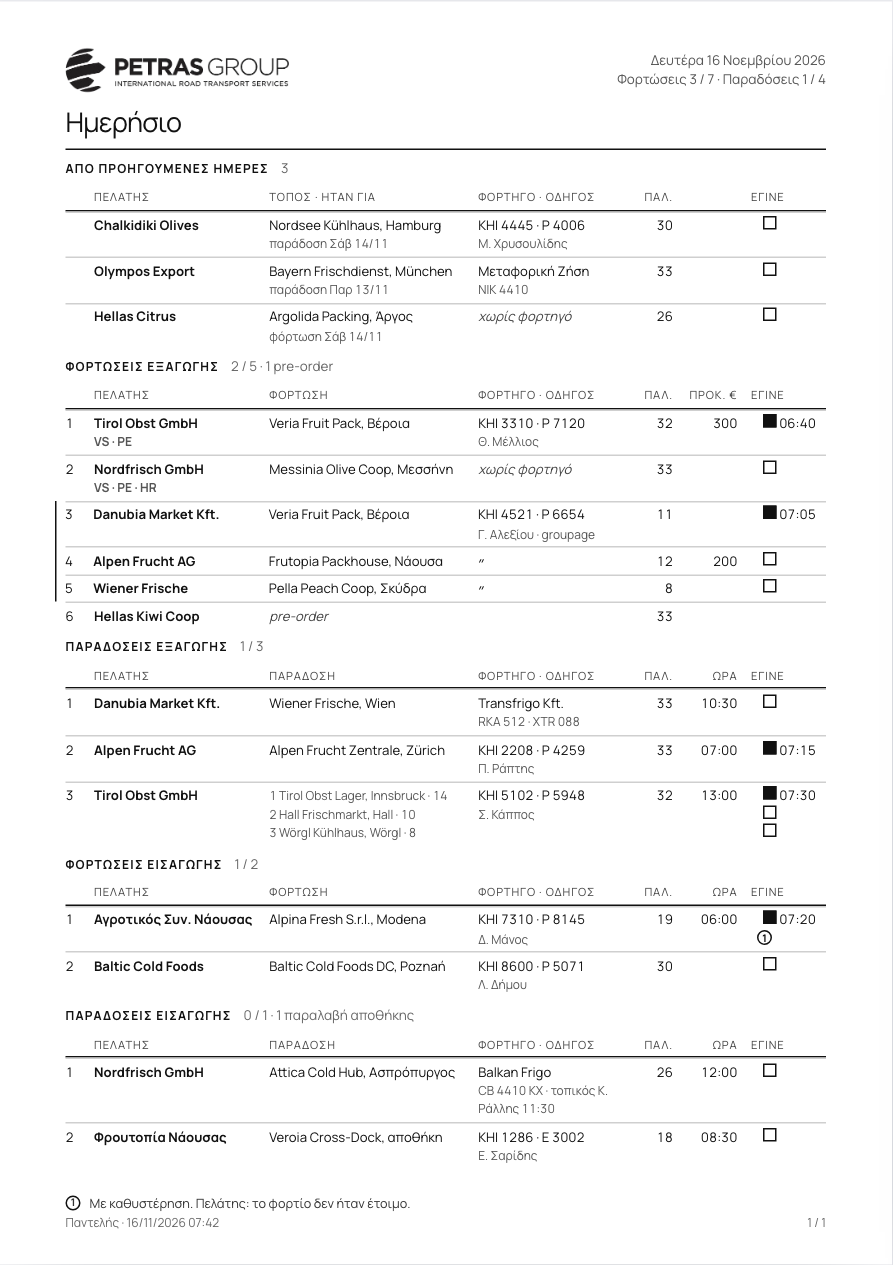 PETRAS GROUP
INTERNATIONAL ROAD TRANSPORT SERVICES
Δευτέρα 16 Νοεμβρίου 2026
Φορτώσεις 3 / 7 · Παραδόσεις 1 / 4
Ημερήσιο
ΑΠΟ ΠΡΟΗΓΟΥΜΕΝΕΣ ΗΜΕΡΕΣ 3
ΠΕΛΑΤΗΣ ΤΟΠΟΣ · ΗΤΑΝ ΓΙΑ ΦΟΡΤΗΓΟ · ΟΔΗΓΟΣ ΠΑΛ. ΕΓΙΝΕ
Chalkidiki Olives Nordsee Kühlhaus, Hamburg KHI 4445 · P 4006 30
παράδοση Σάβ 14/11 Μ. Χρυσουλίδης
Olympos Export Bayern Frischdienst, München Μεταφορική Ζήση 33
παράδοση Παρ 13/11 NIK 4410
Hellas Citrus Argolida Packing, Άργος χωρίς φορτηγό 26
φόρτωση Σάβ 14/11
ΦΟΡΤΩΣΕΙΣ ΕΞΑΓΩΓΗΣ 2 / 5 · 1 pre-order
ΠΕΛΑΤΗΣ ΦΟΡΤΩΣΗ ΦΟΡΤΗΓΟ · ΟΔΗΓΟΣ ΠΑΛ. ΠΡΟΚ. € ΕΓΙΝΕ
1 Tirol Obst GmbH Veria Fruit Pack, Βέροια KHI 3310 · P 7120 32 300 06:40
VS · PE Θ. Μέλλιος
2 Nordfrisch GmbH Messinia Olive Coop, Μεσσήνη χωρίς φορτηγό 33
VS · PE · HR
3 Danubia Market Kft. Veria Fruit Pack, Βέροια KHI 4521 · P 6654 11 07:05
Γ. Αλεξίου · groupage
4 Alpen Frucht AG Frutopia Packhouse, Νάουσα 〃 12 200
5 Wiener Frische Pella Peach Coop, Σκύδρα 〃 8
6 Hellas Kiwi Coop pre-order 33
ΠΑΡΑΔΟΣΕΙΣ ΕΞΑΓΩΓΗΣ 1 / 3
ΠΕΛΑΤΗΣ ΠΑΡΑΔΟΣΗ ΦΟΡΤΗΓΟ · ΟΔΗΓΟΣ ΠΑΛ. ΩΡΑ ΕΓΙΝΕ
1 Danubia Market Kft. Wiener Frische, Wien Transfrigo Kft. 33 10:30
RKA 512 · XTR 088
2 Alpen Frucht AG Alpen Frucht Zentrale, Zürich KHI 2208 · P 4259 33 07:00 07:15
Π. Ράπτης
3 Tirol Obst GmbH 1 Tirol Obst Lager, Innsbruck · 14 KHI 5102 · P 5948 32 13:00 07:30
2 Hall Frischmarkt, Hall · 10 Σ. Κάππος
3 Wörgl Kühlhaus, Wörgl · 8
ΦΟΡΤΩΣΕΙΣ ΕΙΣΑΓΩΓΗΣ 1 / 2
ΠΕΛΑΤΗΣ ΦΟΡΤΩΣΗ ΦΟΡΤΗΓΟ · ΟΔΗΓΟΣ ΠΑΛ. ΩΡΑ ΕΓΙΝΕ
1 Αγροτικός Συν. Νάουσας Alpina Fresh S.r.l., Modena KHI 7310 · P 8145 19 06:00 07:20
Δ. Μάνος ①
2 Baltic Cold Foods Baltic Cold Foods DC, Poznań KHI 8600 · P 5071 30
Λ. Δήμου
ΠΑΡΑΔΟΣΕΙΣ ΕΙΣΑΓΩΓΗΣ 0 / 1 · 1 παραλαβή αποθήκης
ΠΕΛΑΤΗΣ ΠΑΡΑΔΟΣΗ ΦΟΡΤΗΓΟ · ΟΔΗΓΟΣ ΠΑΛ. ΩΡΑ ΕΓΙΝΕ
1 Nordfrisch GmbH Attica Cold Hub, Ασπρόπυργος Balkan Frigo 26 12:00
CB 4410 KX · τοπικός Κ.
Ράλλης 11:30
2 Φρουτοπία Νάουσας Veroia Cross-Dock, αποθήκη KHI 1286 · E 3002 18 08:30
Ε. Σαρίδης
① Με καθυστέρηση. Πελάτης: το φορτίο δεν ήταν έτοιμο.
Παντελής · 16/11/2026 07:42 1 / 1